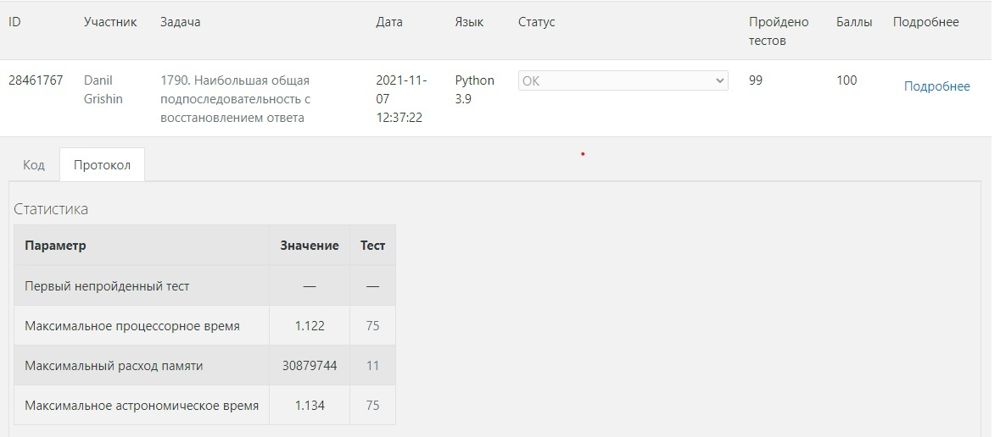 ID Участник Задача Дата Язык Статус Пройдено тестов Баллы Подробнее
28461767 Danil Grishin 1790. Наибольшая общая подпоследовательность с восстановлением ответа 2021-11-07 12:37:22 Python 3.9 OK 99 100 Подробнее
Код Протокол
Статистика
Параметр Значение Тест
Первый непройденный тест — —
Максимальное процессорное время 1.122 75
Максимальный расход памяти 30879744 11
Максимальное астрономическое время 1.134 75